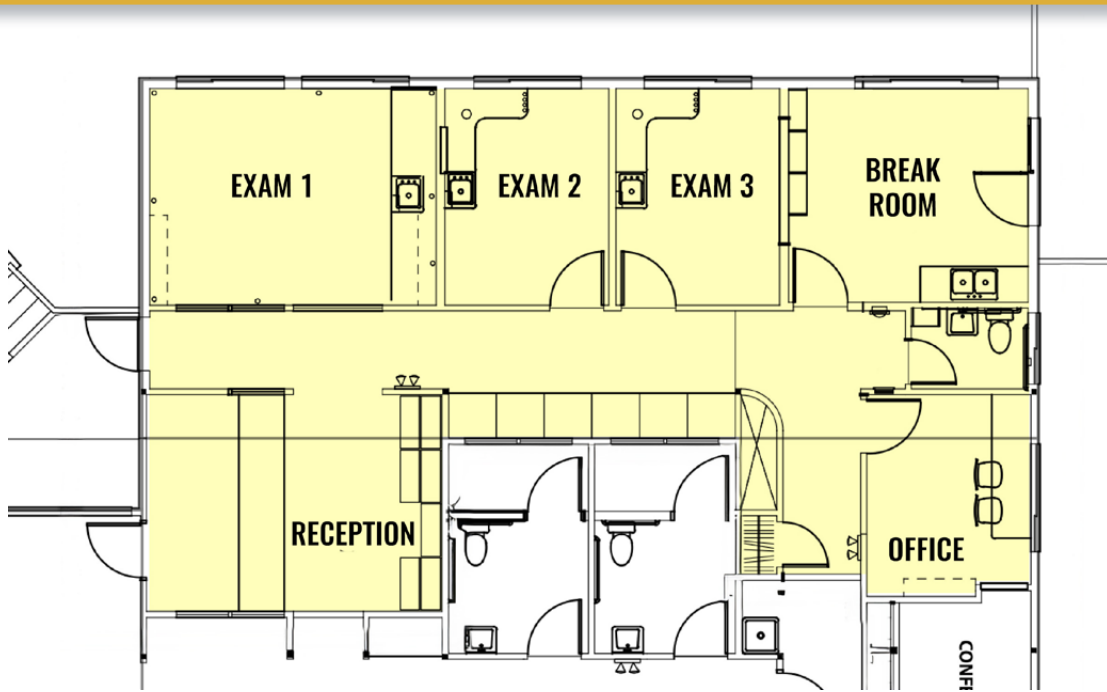 EXAM 1
EXAM 2
EXAM 3
BREAK
ROOM
RECEPTION
OFFICE